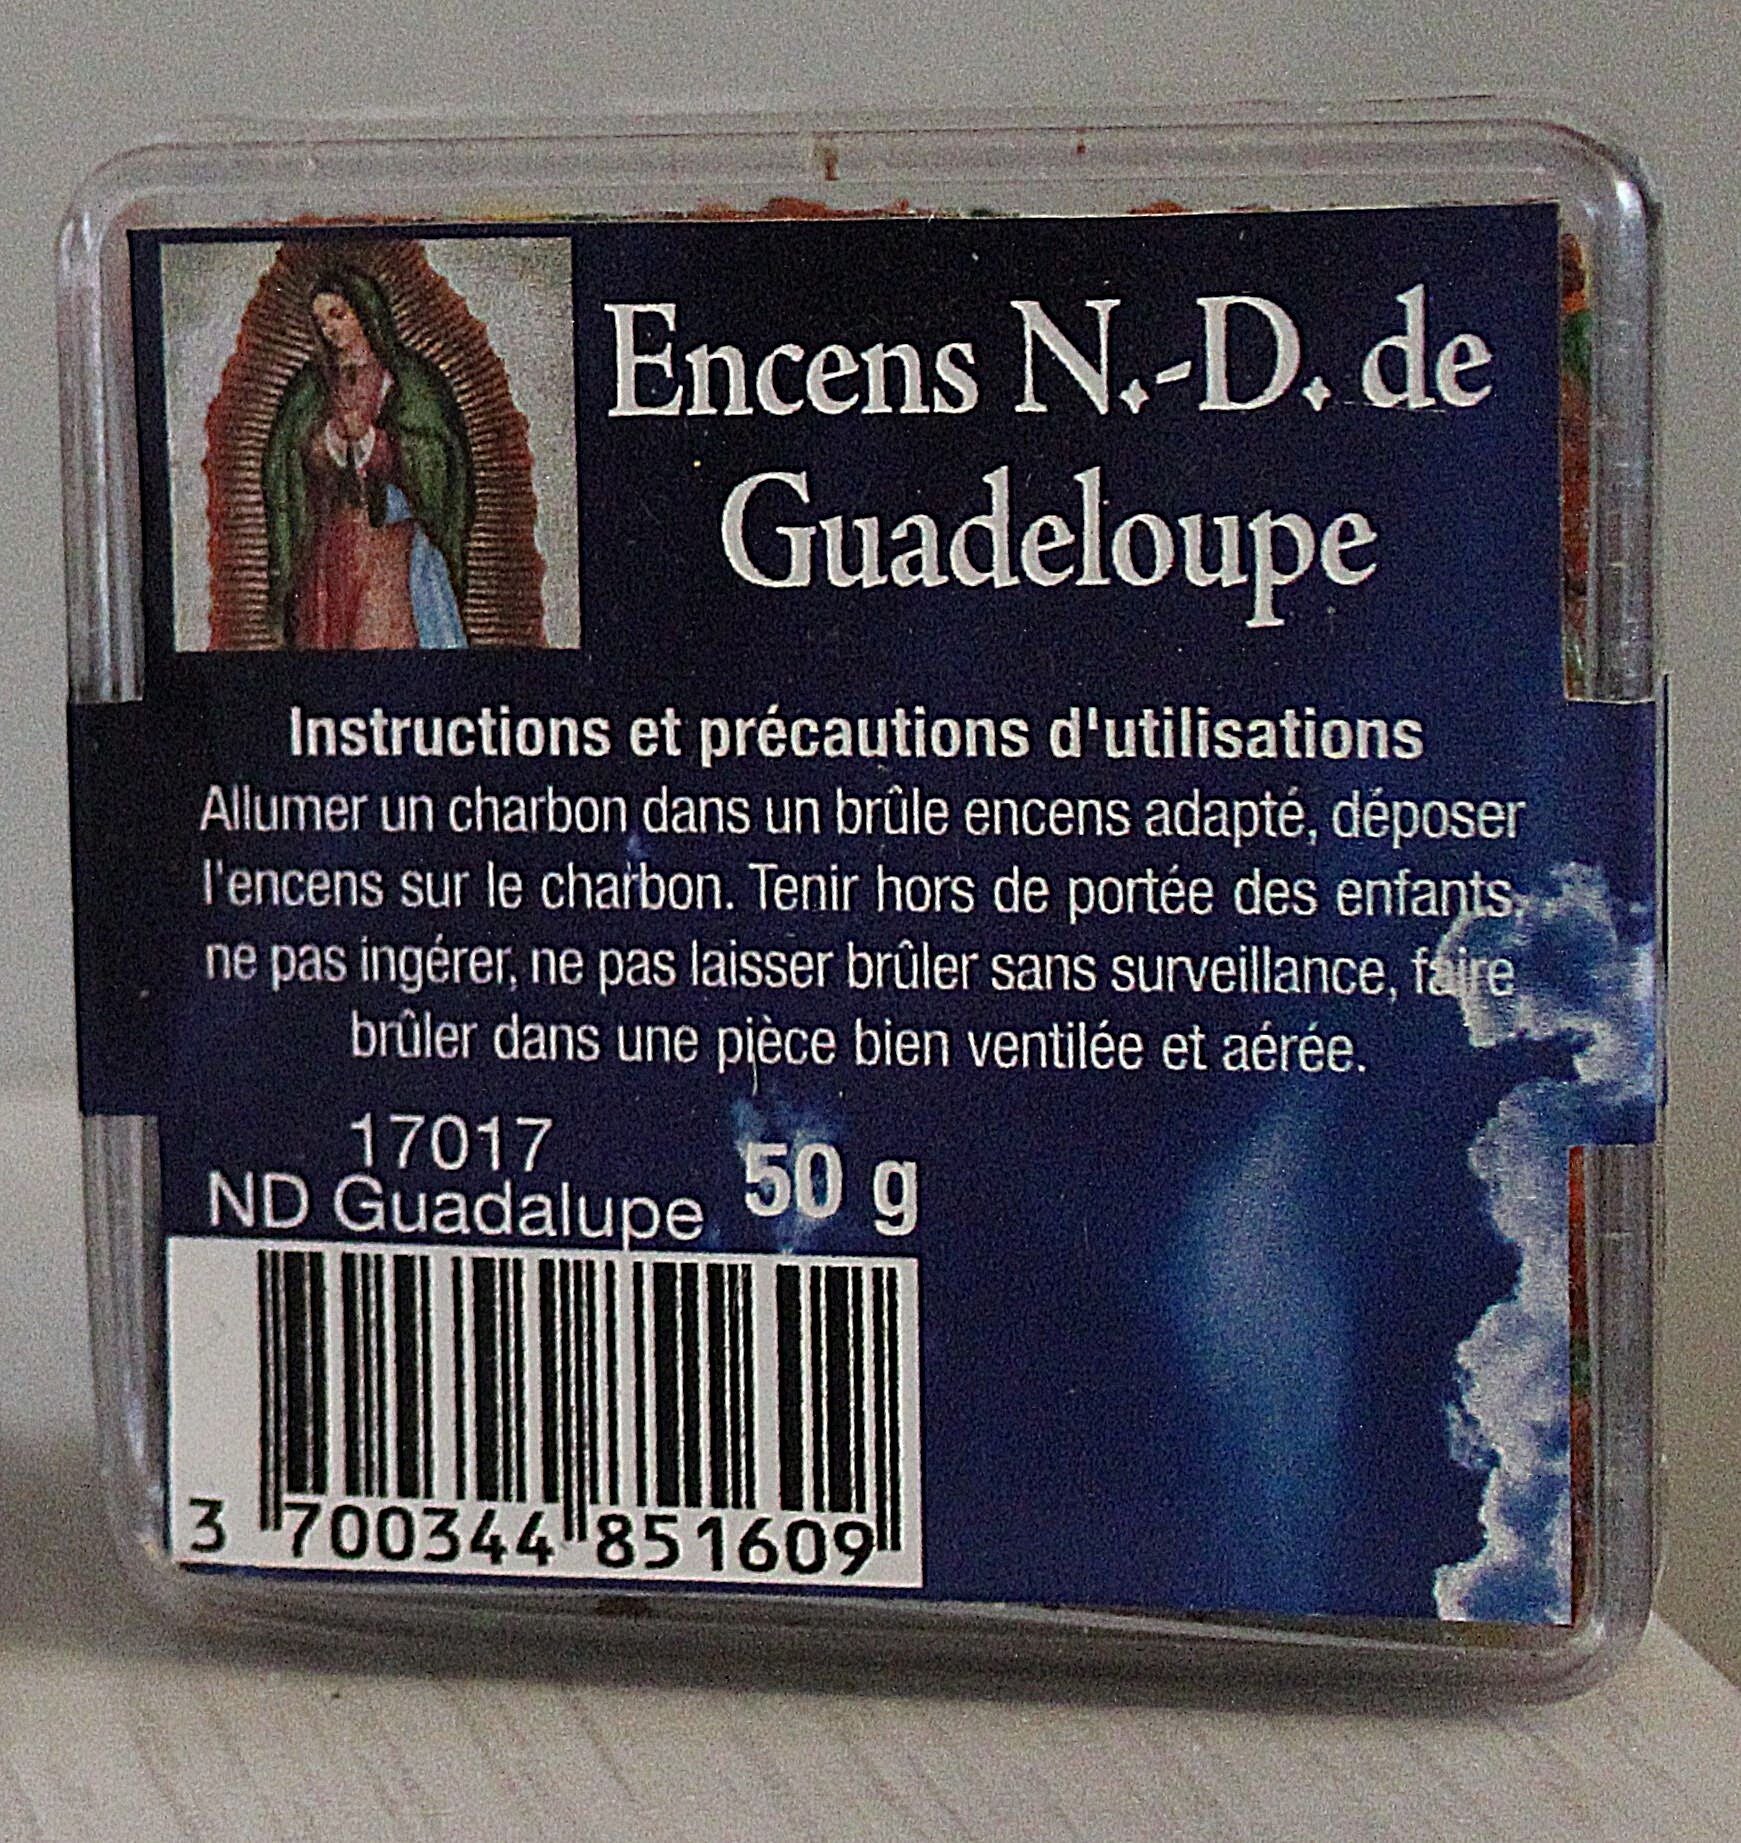 Encens N.-D. de
Guadeloupe
Instructions et précautions d'utilisations
Allumer un charbon dans un brûle encens adapté, déposer
l'encens sur le charbon. Tenir hors de portée des enfants,
ne pas ingérer, ne pas laisser brûler sans surveillance, faire
brûler dans une pièce bien ventilée et aérée.
17017
ND Guadalupe 50 g
3 700344 851609